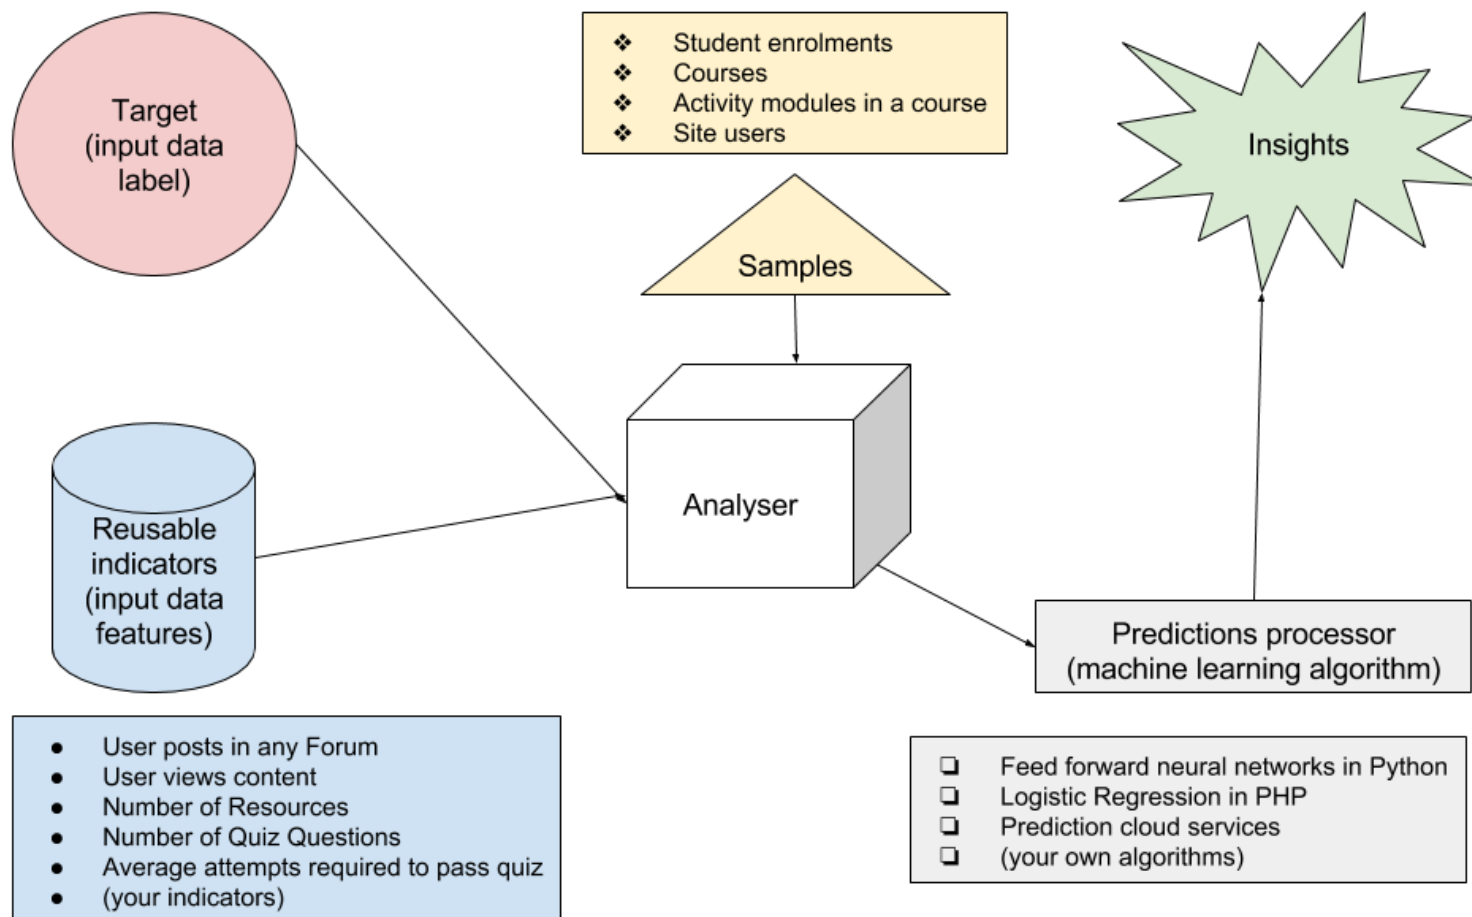 Target
(input data
label)
❖ Student enrolments
❖ Courses
❖ Activity modules in a course
❖ Site users
Insights
Samples
Analyser
Reusable
indicators
(input data
features)
Predictions processor
(machine learning algorithm)
● User posts in any Forum
● User views content
● Number of Resources
● Number of Quiz Questions
● Average attempts required to pass quiz
● (your indicators)
❏ Feed forward neural networks in Python
❏ Logistic Regression in PHP
❏ Prediction cloud services
❏ (your own algorithms)